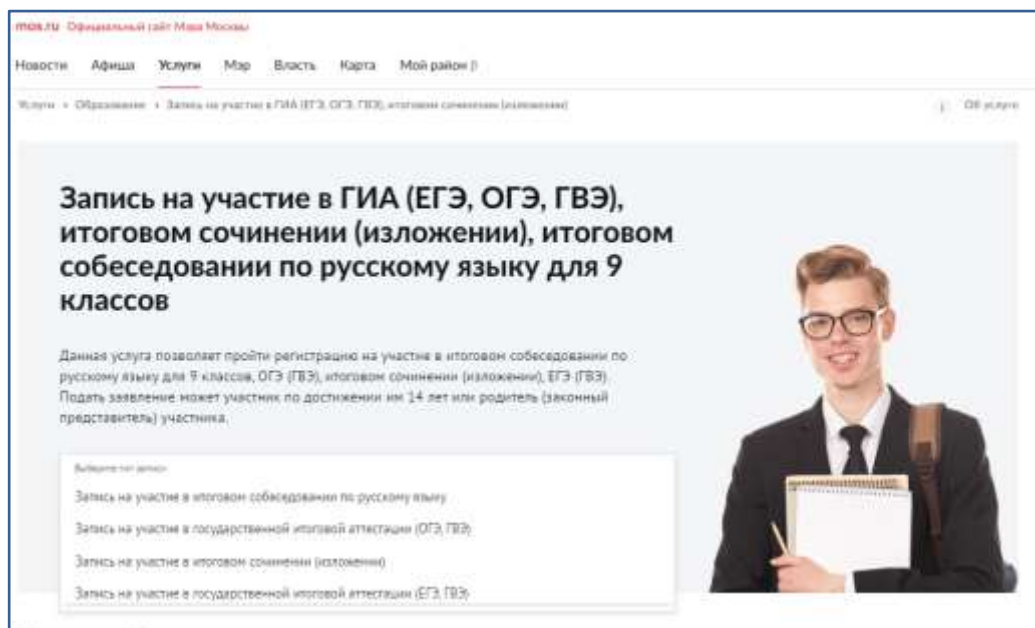 mos.ru Официальный сайт Мэра Москвы
Новости Афиша Услуги Мэр Власть Карта Мой район β
Услуги Образование Запись на участие в ГИА (ЕГЭ, ОГЭ, ГВЭ), итоговом сочинении (изложении) Об услуге
Запись на участие в ГИА (ЕГЭ, ОГЭ, ГВЭ),
итоговом сочинении (изложении), итоговом
собеседовании по русскому языку для 9
классов
Данная услуга позволяет пройти регистрацию на участие в итоговом собеседовании по
русскому языку для 9 классов, ОГЭ (ГВЭ), итоговом сочинении (изложении), ЕГЭ (ГВЭ).
Подать заявление может участник по достижении им 14 лет или родитель (законный
представитель) участника.
Выберите тип записи
Запись на участие в итоговом собеседовании по русскому языку
Запись на участие в государственной итоговой аттестации (ОГЭ, ГВЭ)
Запись на участие в итоговом сочинении (изложении)
Запись на участие в государственной итоговой аттестации (ЕГЭ, ГВЭ)